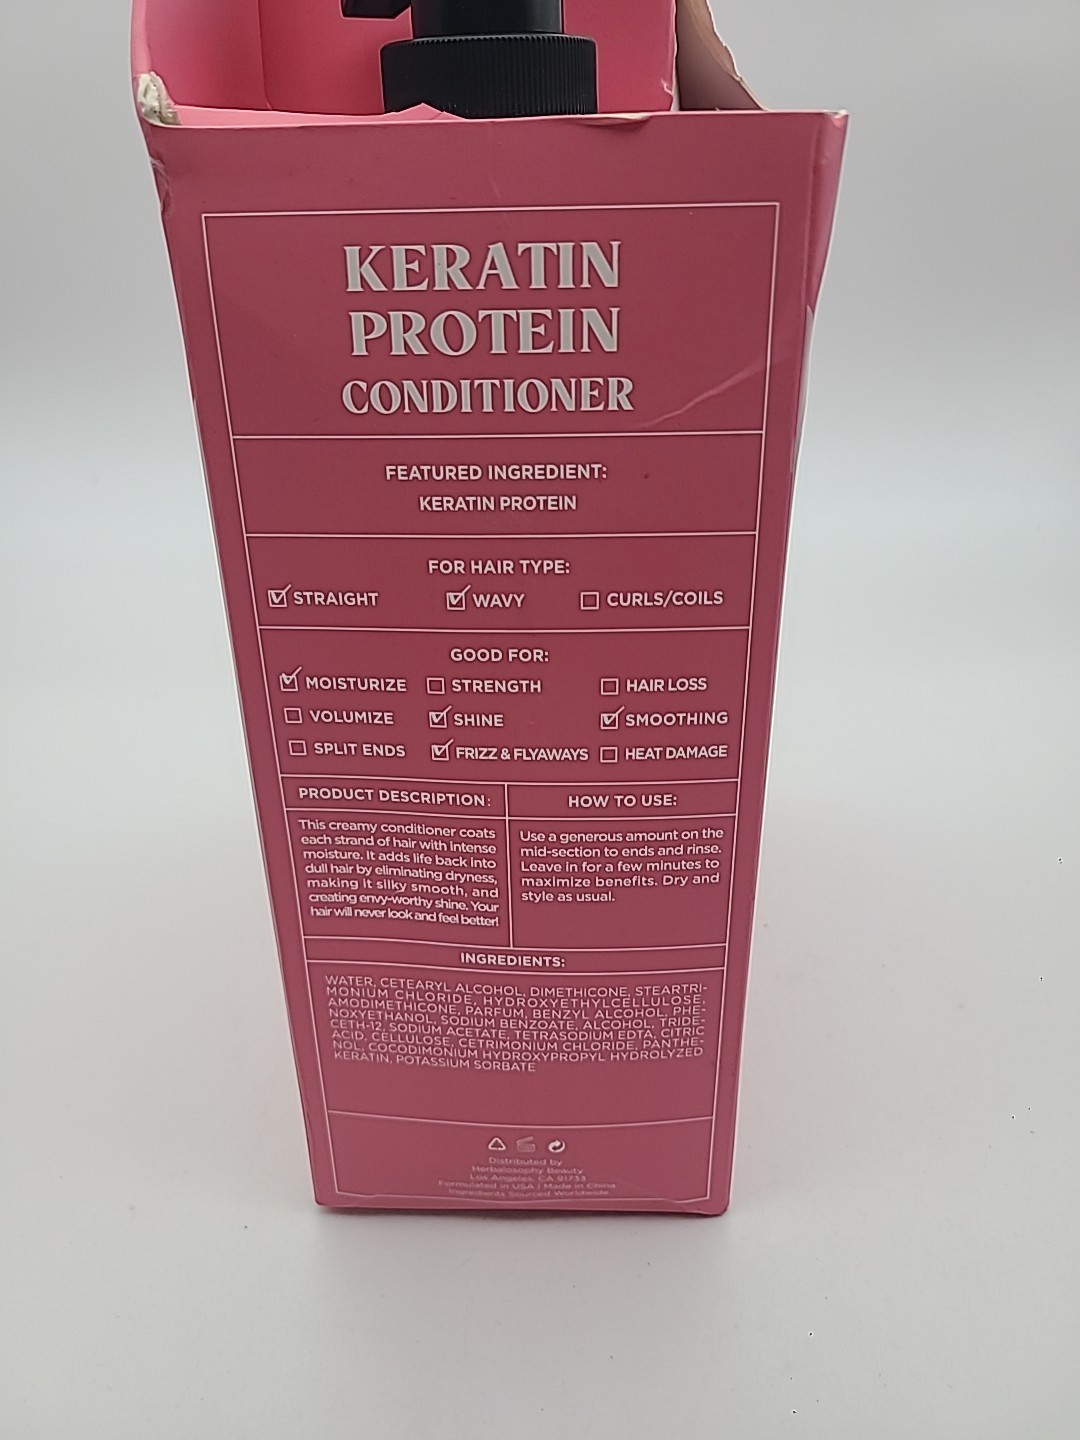 KERATIN
PROTEIN
CONDITIONER
FEATURED INGREDIENT:
KERATIN PROTEIN
FOR HAIR TYPE:
STRAIGHT WAVY CURLS/COILS
GOOD FOR:
MOISTURIZE STRENGTH HAIR LOSS
VOLUMIZE SHINE SMOOTHING
SPLIT ENDS FRIZZ & FLYAWAYS HEAT DAMAGE
PRODUCT DESCRIPTION:
This creamy conditioner coats
each strand of hair with intense
moisture. It adds life back into
dull hair by eliminating dryness,
making it silky smooth, and
creating envy-worthy shine. Your
hair will never look and feel better!
HOW TO USE:
Use a generous amount on the
mid-section to ends and rinse.
Leave in for a few minutes to
maximize benefits. Dry and
style as usual.
INGREDIENTS:
WATER, CETEARYL ALCOHOL, DIMETHICONE, STEARTRI-
MONIUM CHLORIDE, HYDROXYETHYLCELLULOSE,
AMODIMETHICONE, PARFUM, BENZYL ALCOHOL, PHE-
NOXYETHANOL, SODIUM BENZOATE, ALCOHOL, TRIDE-
CETH-12, SODIUM ACETATE, TETRASODIUM EDTA, CITRIC
ACID, CELLULOSE, CETRIMONIUM CHLORIDE, PANTHE-
NOL, COCODIMONIUM HYDROXYPROPYL HYDROLYZED
KERATIN, POTASSIUM SORBATE
Distributed by
Herbalosophy Beauty
Los Angeles, CA 91733
Formulated in USA | Made in China
Ingredients Sourced Worldwide